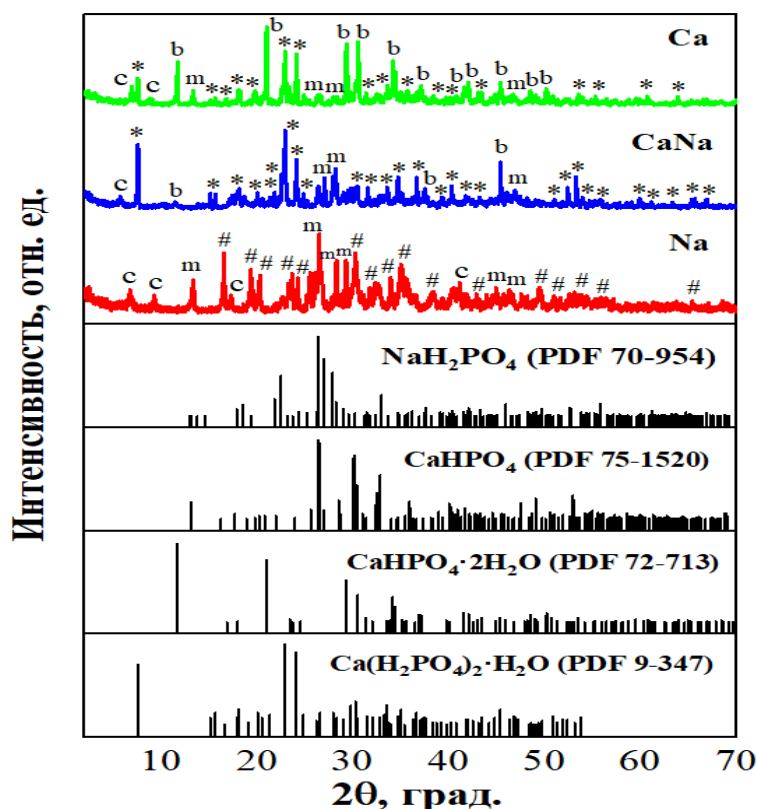 Ca
c * c b m * * * * b * * m m b b * * * b * * b b * b m b b * * * *
CaNa
c * b * * * * * * * * m m * * * * b * * * * b m * * * * * * * *
Na
c c m # c # # # # m m m # # # # # c # m m # # # # #
NaH₂PO₄ (PDF 70-954)
CaHPO₄ (PDF 75-1520)
CaHPO₄·2H₂O (PDF 72-713)
Ca(H₂PO₄)₂·H₂O (PDF 9-347)
Интенсивность, отн. ед.
10 20 30 40 50 60 70
2θ, град.